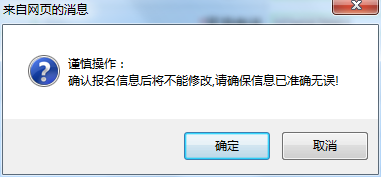 来自网页的消息
谨慎操作：
确认报名信息后将不能修改,请确保信息已准确无误!
确定
取消